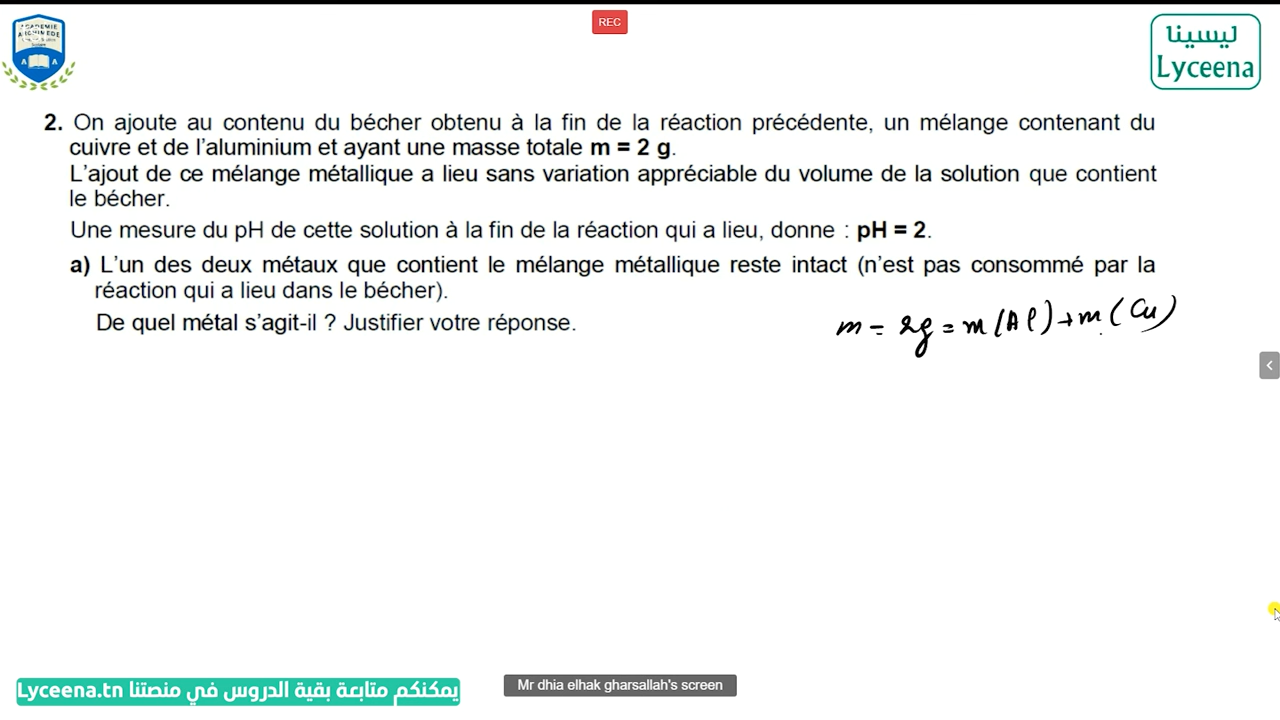 REC
ACADEMIE
ARCHIMEDE
A A
ليسينا
Lyceena
2. On ajoute au contenu du bécher obtenu à la fin de la réaction précédente, un mélange contenant du
cuivre et de l'aluminium et ayant une masse totale m = 2 g.
L'ajout de ce mélange métallique a lieu sans variation appréciable du volume de la solution que contient
le bécher.
Une mesure du pH de cette solution à la fin de la réaction qui a lieu, donne : pH = 2.
a) L'un des deux métaux que contient le mélange métallique reste intact (n'est pas consommé par la
réaction qui a lieu dans le bécher).
De quel métal s'agit-il ? Justifier votre réponse.
m = 2g = m(Al) + m(Cu)
يمكنكم متابعة بقية الدروس في منصتنا Lyceena.tn
Mr dhia elhak gharsallah's screen